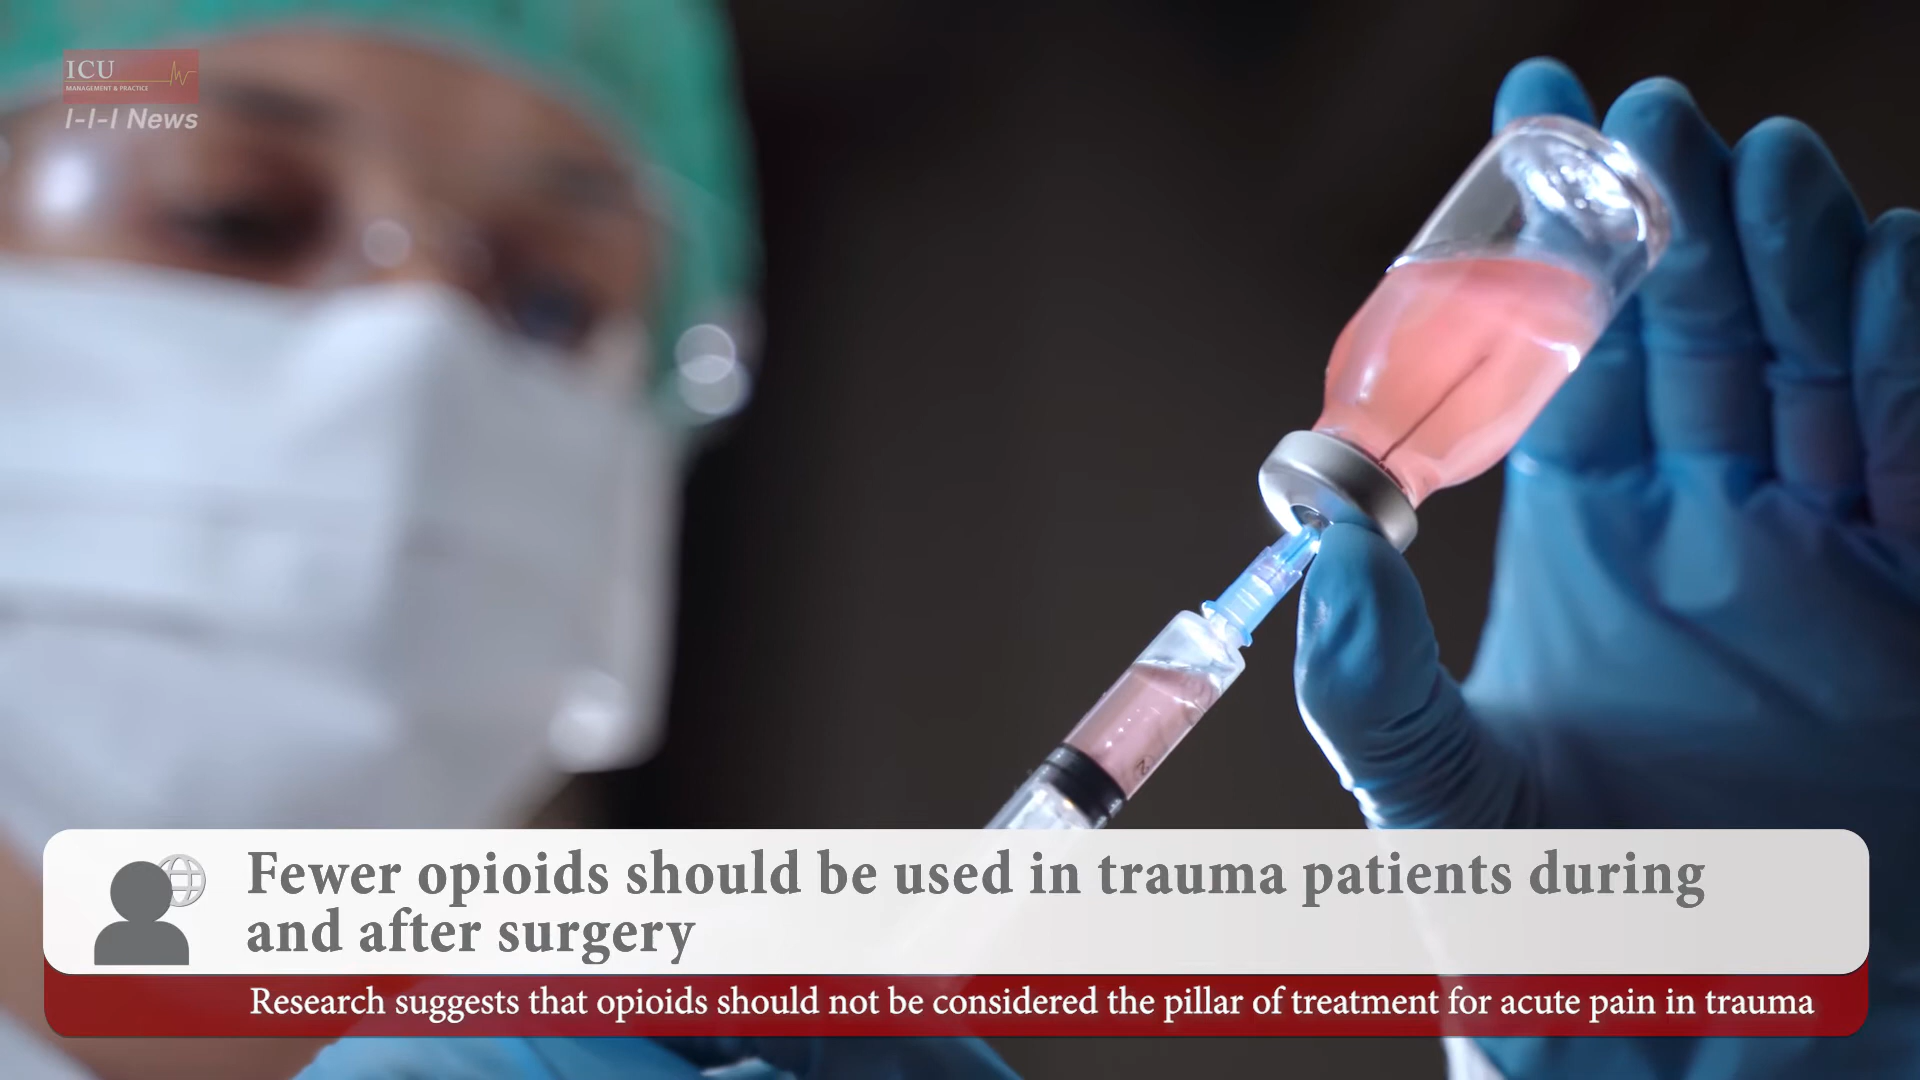 ICU
MANAGEMENT & PRACTICE
I-I-I News
2
Fewer opioids should be used in trauma patients during
and after surgery
Research suggests that opioids should not be considered the pillar of treatment for acute pain in trauma